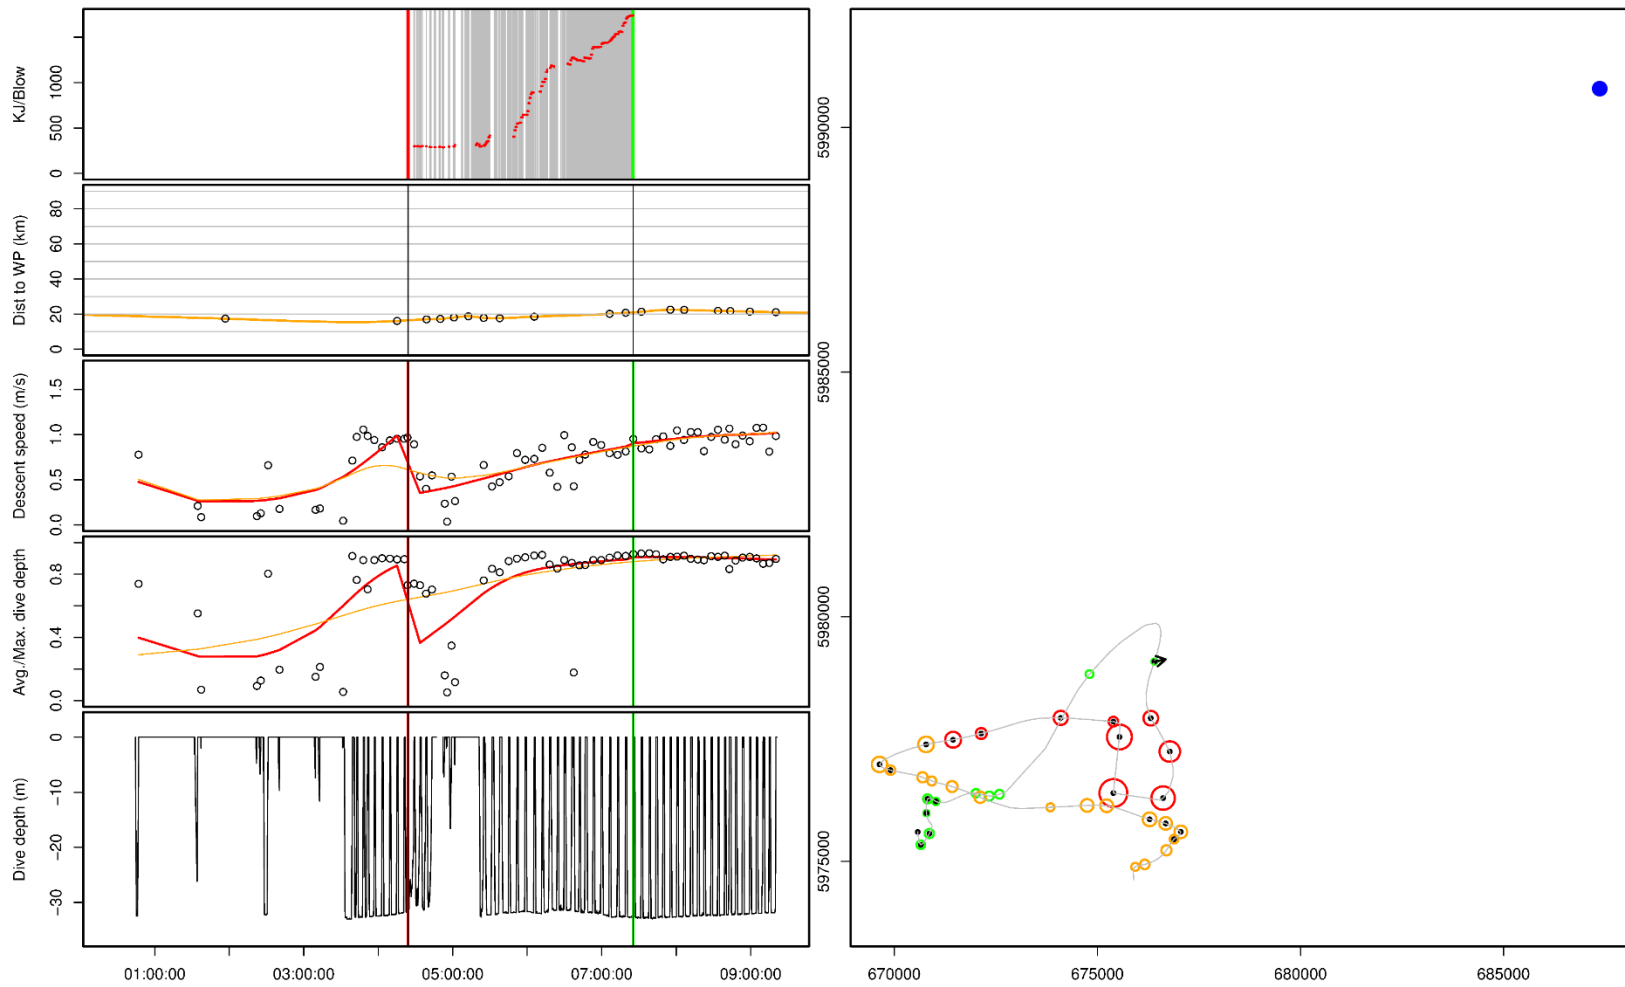 KJ/Blow
0 500 1000
Dist to WP (km)
0 20 40 60 80
Descent speed (m/s)
0.0 0.5 1.0 1.5
Avg./Max. dive depth
0.0 0.4 0.8
Dive depth (m)
−30 −20 −10 0
01:00:00 03:00:00 05:00:00 07:00:00 09:00:00
5975000 5980000 5985000 5990000
670000 675000 680000 685000